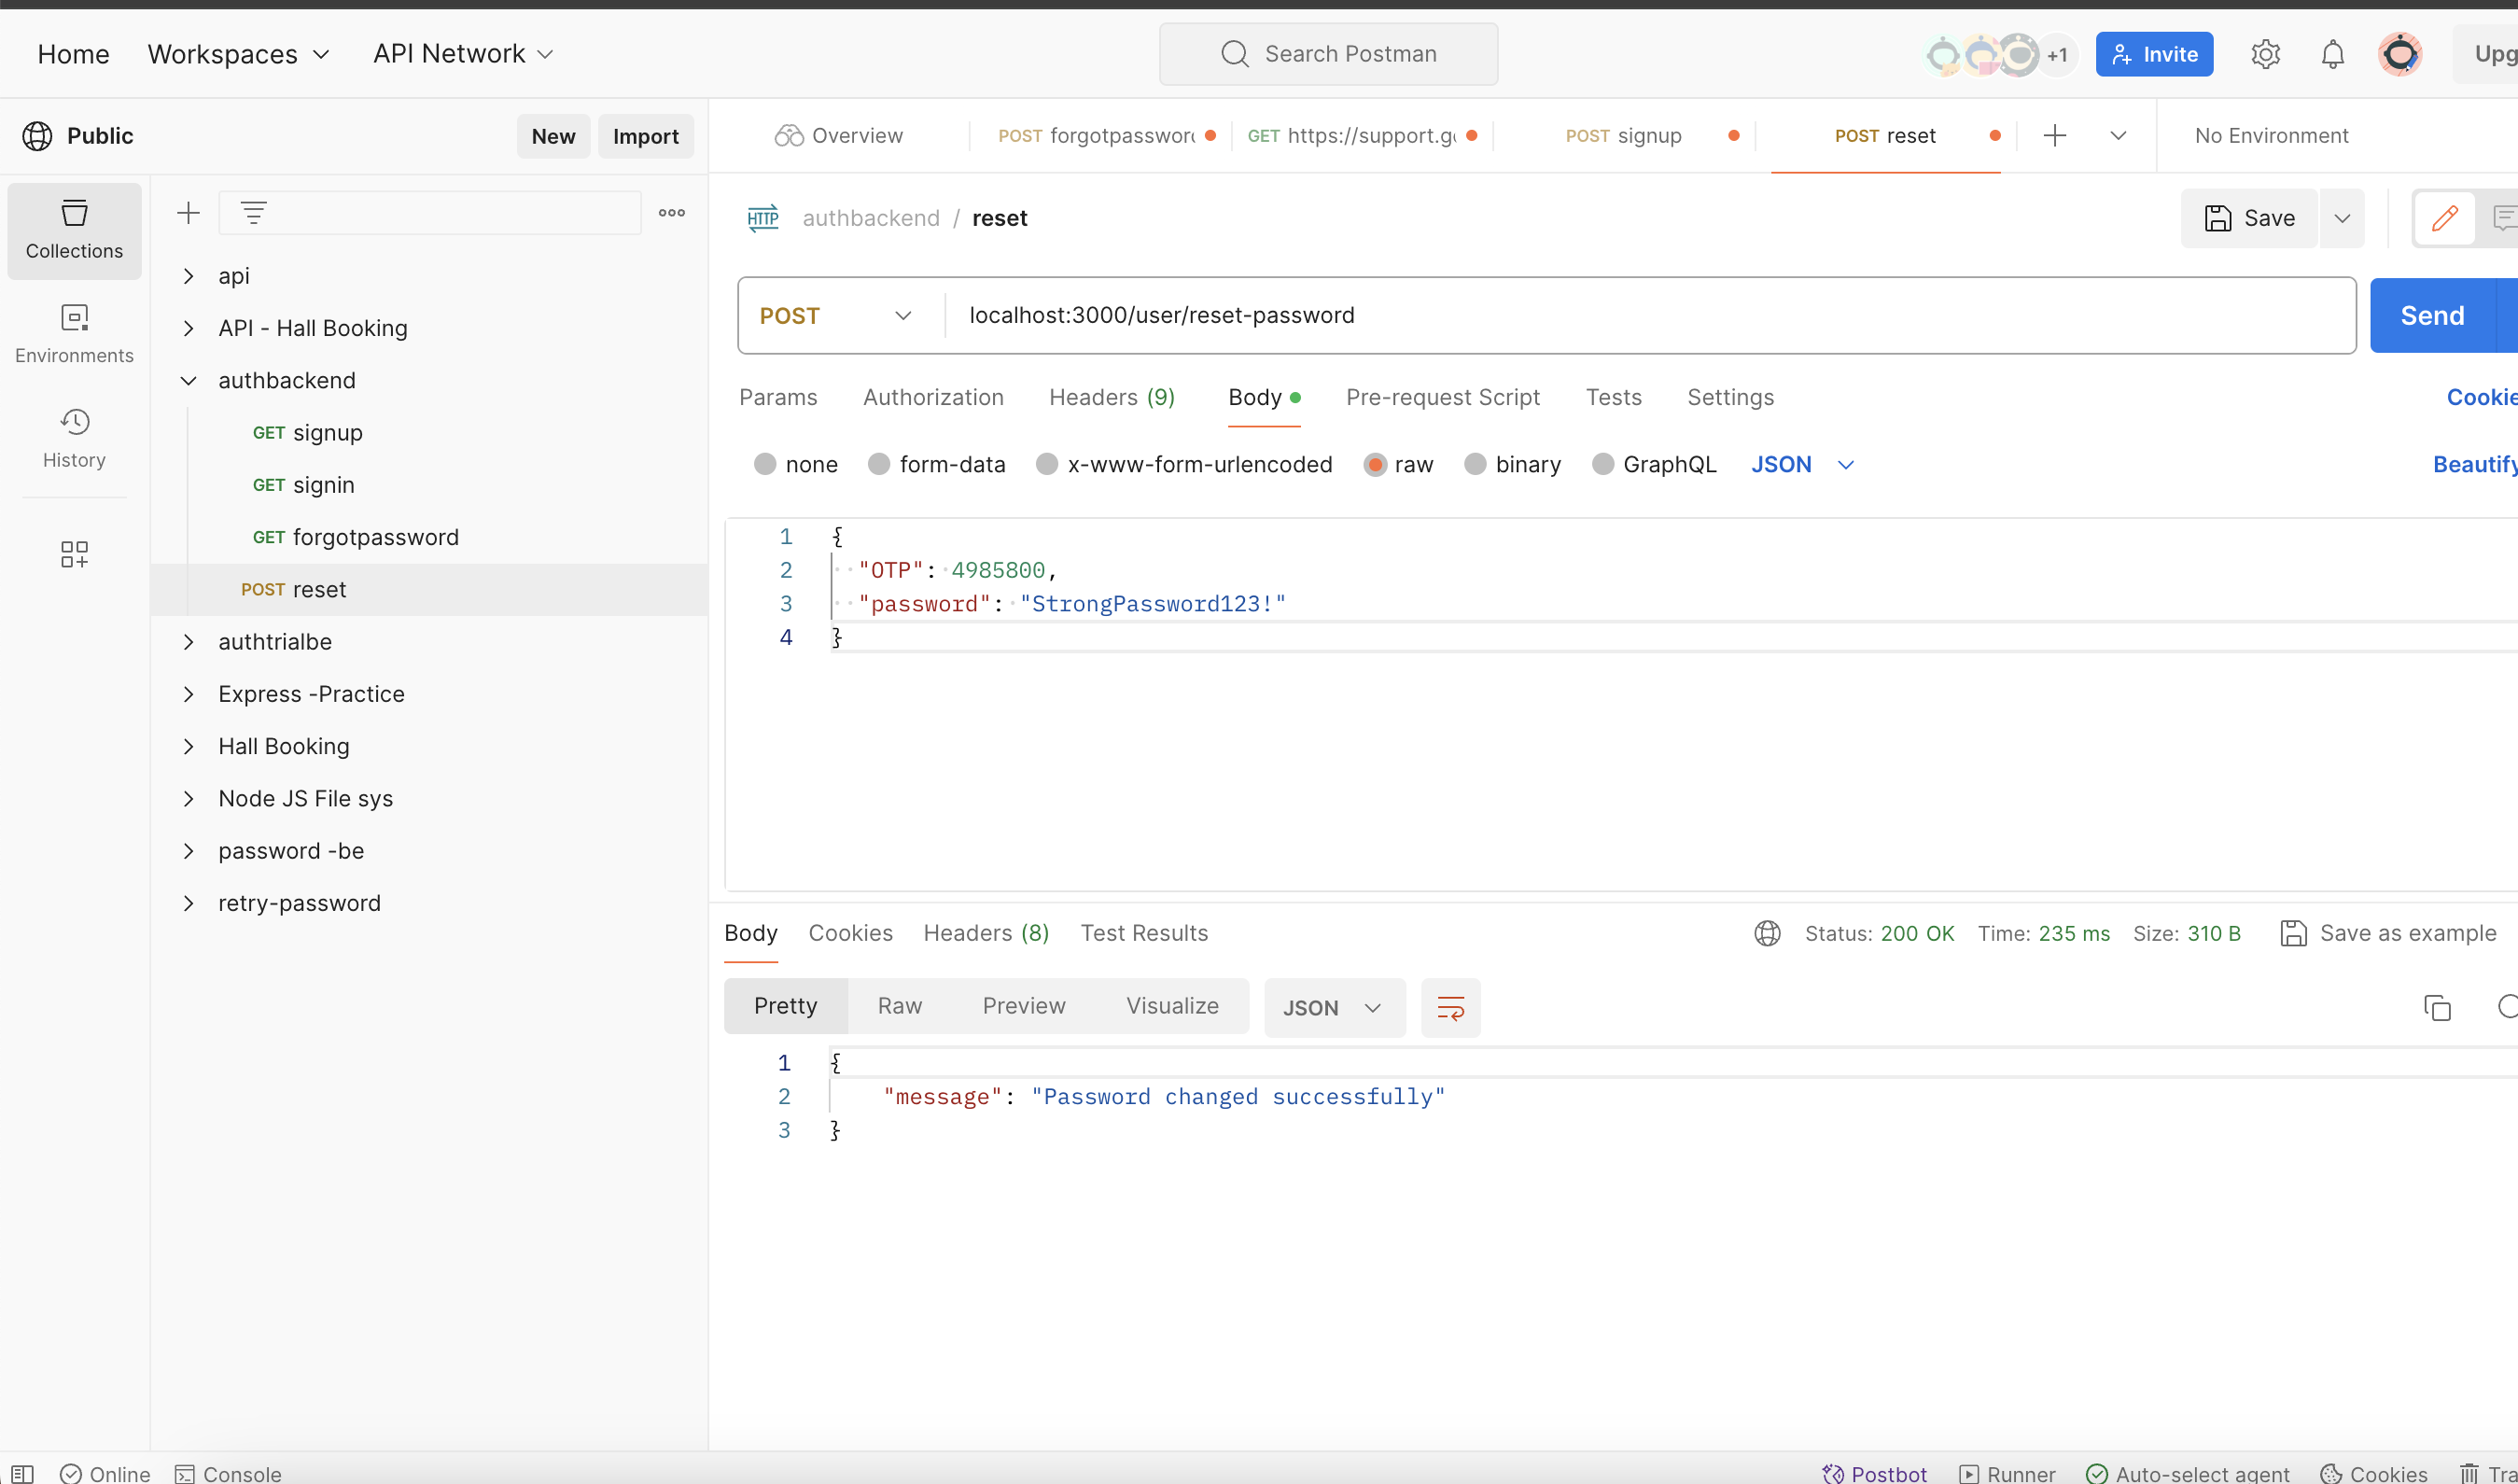 Home Workspaces API Network Search Postman +1 Invite Upg
Public New Import
Overview POST forgotpassword GET https://support.g POST signup POST reset No Environment
Collections
Environments
History
api
API - Hall Booking
authbackend
GET signup
GET signin
GET forgotpassword
POST reset
authtrialbe
Express -Practice
Hall Booking
Node JS File sys
password -be
retry-password
HTTP authbackend / reset Save
POST localhost:3000/user/reset-password Send
Params Authorization Headers (9) Body Pre-request Script Tests Settings Cookie
none form-data x-www-form-urlencoded raw binary GraphQL JSON Beautify
1 {
2 "OTP": 4985800,
3 "password": "StrongPassword123!"
4 }
Body Cookies Headers (8) Test Results Status: 200 OK Time: 235 ms Size: 310 B Save as example
Pretty Raw Preview Visualize JSON
1 {
2 "message": "Password changed successfully"
3 }
Online Console Postbot Runner Auto-select agent Cookies Tra